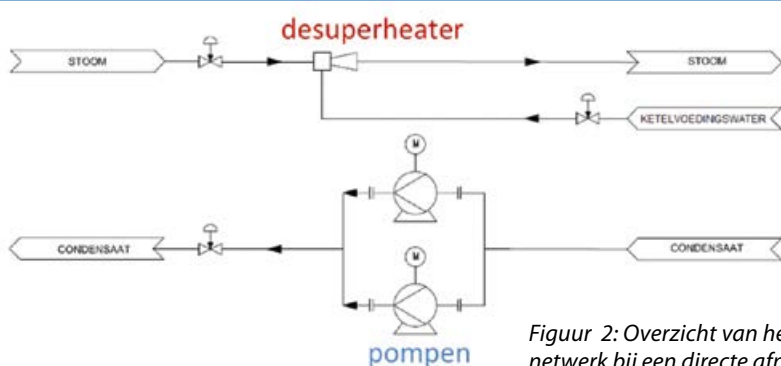 desuperheater
STOOM
STOOM
KETELVOEDINGSWATER
M
CONDENSAAT
CONDENSAAT
M
pompen
Figuur 2: Overzicht van he
netwerk bij een directe afn